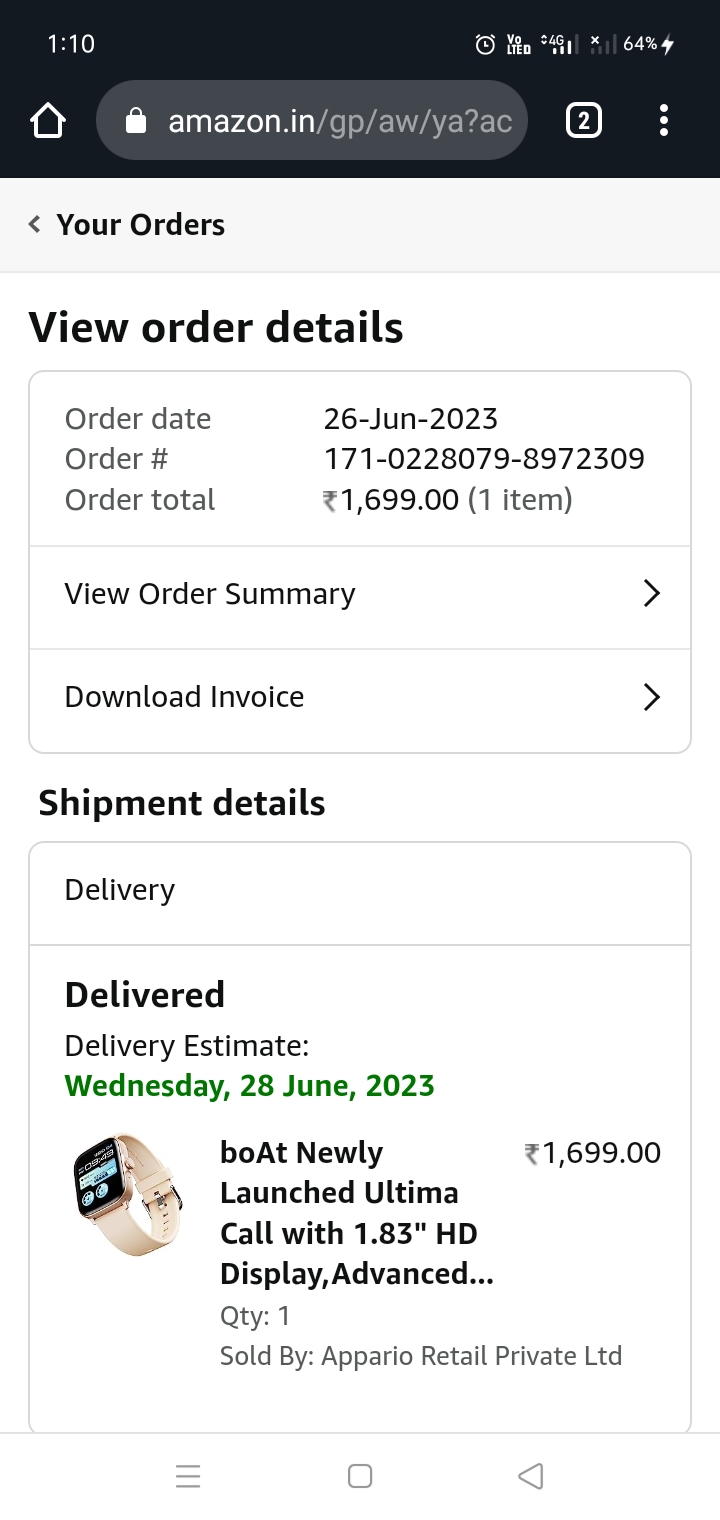 1:10
Vo LTED 4G 64%
amazon.in/gp/aw/ya?ac
2
Your Orders
View order details
Order date 26-Jun-2023
Order # 171-0228079-8972309
Order total ₹1,699.00 (1 item)
View Order Summary
Download Invoice
Shipment details
Delivery
Delivered
Delivery Estimate:
Wednesday, 28 June, 2023
boAt Newly ₹1,699.00
Launched Ultima
Call with 1.83" HD
Display,Advanced...
Qty: 1
Sold By: Appario Retail Private Ltd